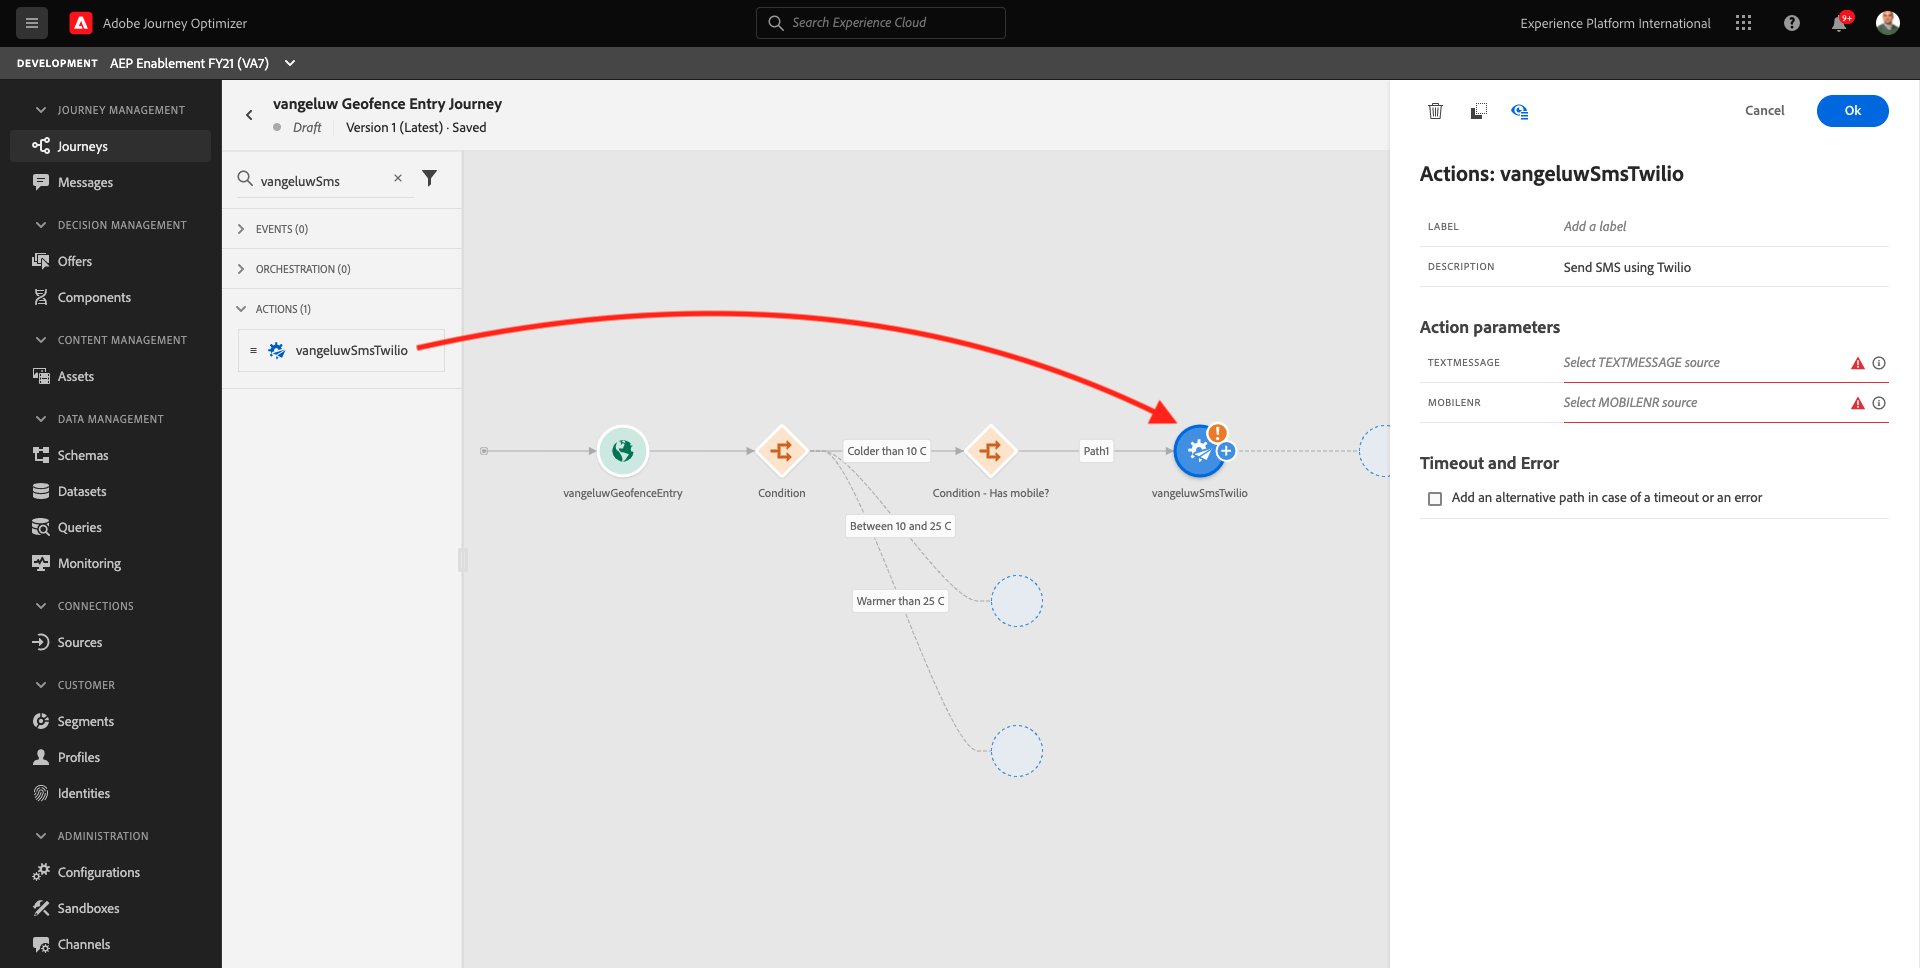 Adobe Journey Optimizer
Search Experience Cloud
Experience Platform International
9+
DEVELOPMENT AEP Enablement FY21 (VA7)
JOURNEY MANAGEMENT
Journeys
Messages
DECISION MANAGEMENT
Offers
Components
CONTENT MANAGEMENT
Assets
DATA MANAGEMENT
Schemas
Datasets
Queries
Monitoring
CONNECTIONS
Sources
CUSTOMER
Segments
Profiles
Identities
ADMINISTRATION
Configurations
Sandboxes
Channels
vangeluw Geofence Entry Journey
Draft Version 1 (Latest) · Saved
vangeluwSms
EVENTS (0)
ORCHESTRATION (0)
ACTIONS (1)
vangeluwSmsTwilio
Colder than 10 C
Path1
vangeluwGeofenceEntry
Condition
Condition - Has mobile?
vangeluwSmsTwilio
Between 10 and 25 C
Warmer than 25 C
Cancel
Ok
Actions: vangeluwSmsTwilio
LABEL Add a label
DESCRIPTION Send SMS using Twilio
Action parameters
TEXTMESSAGE Select TEXTMESSAGE source
MOBILENR Select MOBILENR source
Timeout and Error
Add an alternative path in case of a timeout or an error